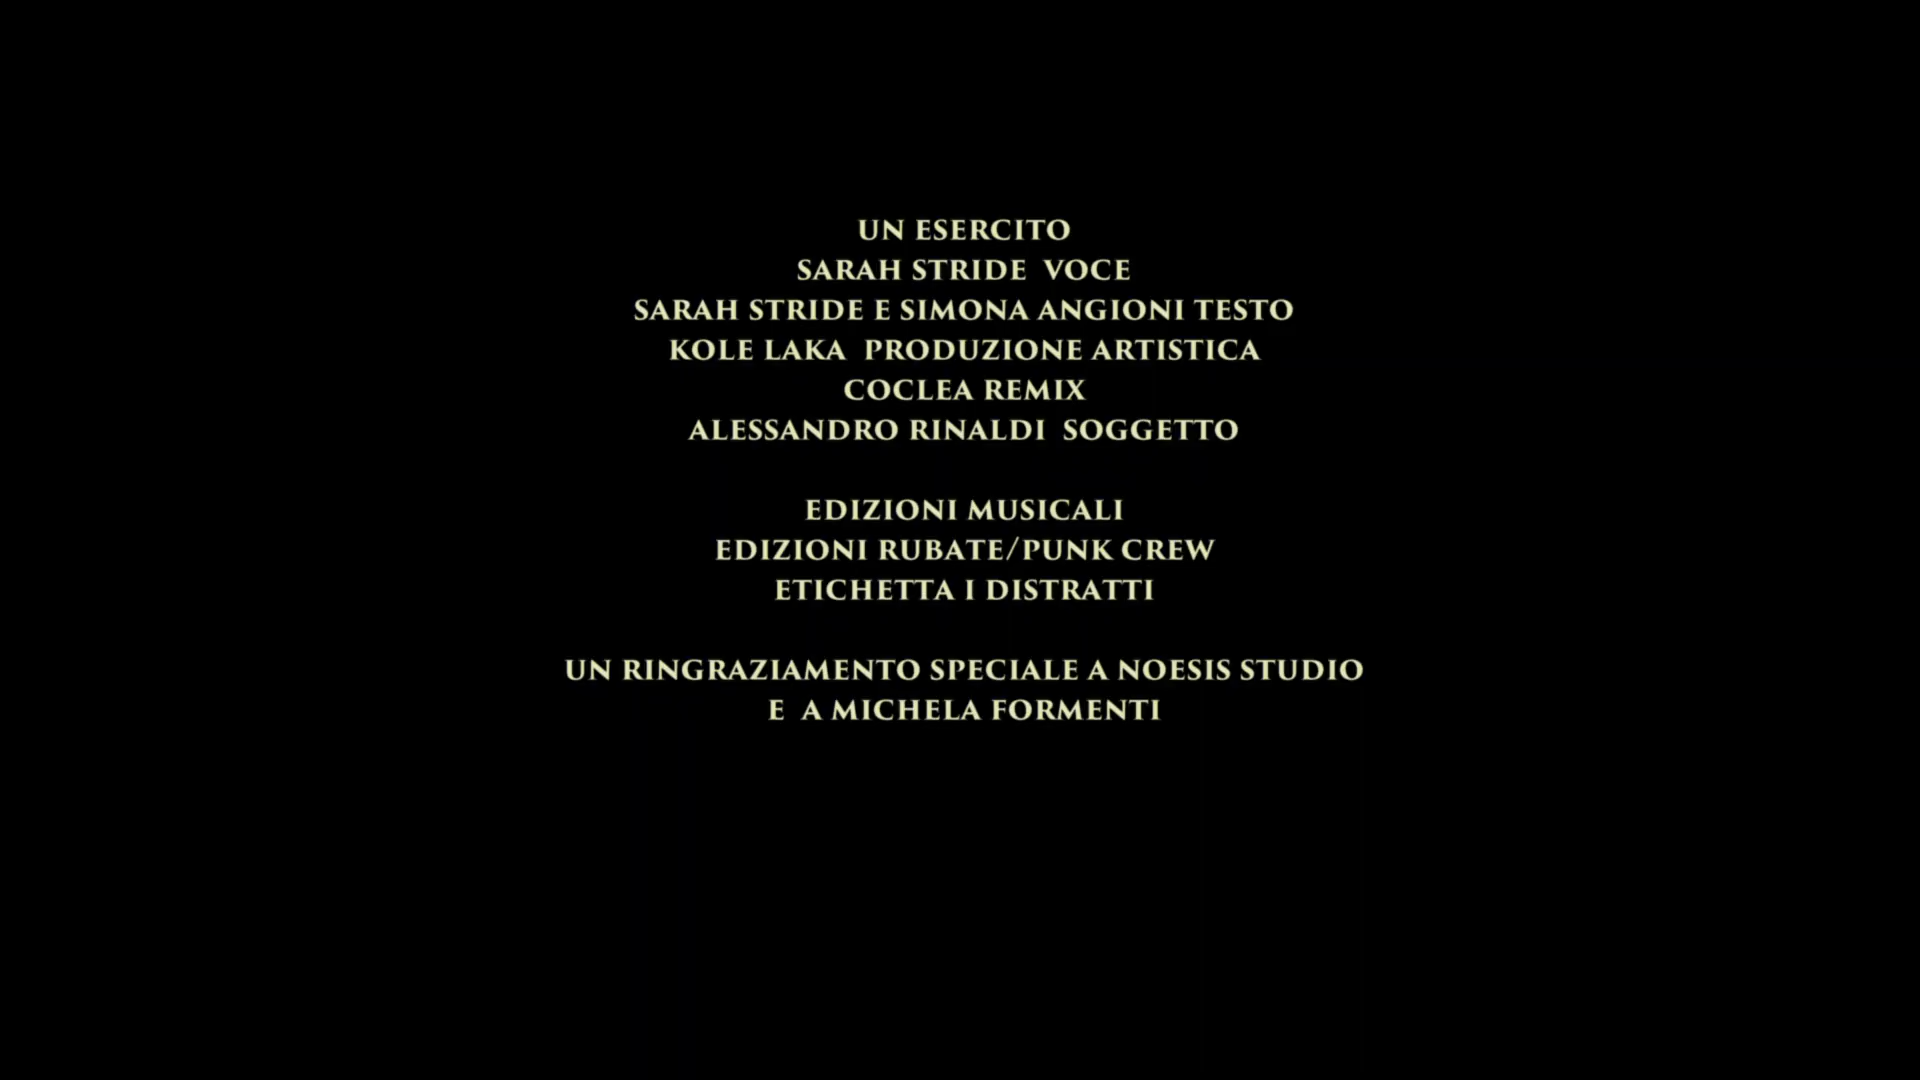 UN ESERCITO
SARAH STRIDE  VOCE
SARAH STRIDE E SIMONA ANGIONI TESTO
KOLE LAKA  PRODUZIONE ARTISTICA
COCLEA REMIX
ALESSANDRO RINALDI  SOGGETTO
EDIZIONI MUSICALI
EDIZIONI RUBATE/PUNK CREW
ETICHETTA I DISTRATTI
UN RINGRAZIAMENTO SPECIALE A NOESIS STUDIO
E  A MICHELA FORMENTI